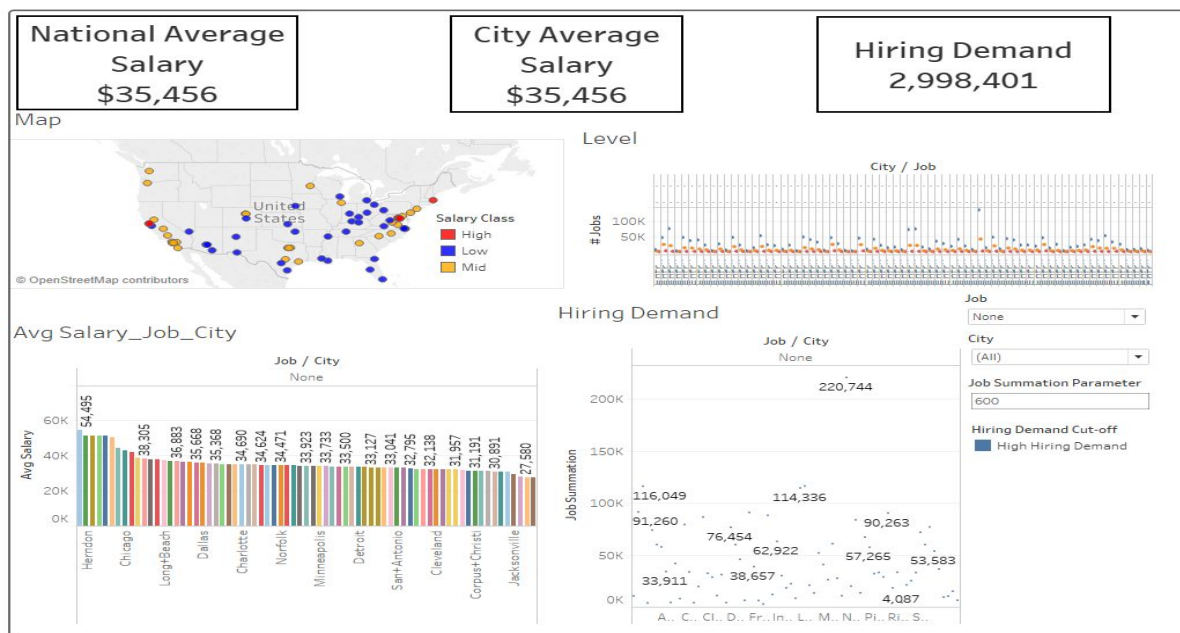 National Average
Salary
$35,456
City Average
Salary
$35,456
Hiring Demand
2,998,401
Map
United
States
Salary Class
High
Low
Mid
© OpenStreetMap contributors
Level
City / Job
# Jobs
100K
50K
Avg Salary_Job_City
Job / City
None
Avg Salary
60K
40K
20K
0K
54,495
38,305
36,883
35,668
35,368
34,690
34,624
34,471
33,923
33,733
33,500
33,127
33,041
32,795
32,138
31,957
31,191
30,891
27,580
Herndon
Chicago
Long+Beach
Dallas
Charlotte
Norfolk
Minneapolis
Detroit
San+Antonio
Cleveland
Corpus+Christi
Jacksonville
Hiring Demand
Job / City
None
Job Summation
200K
150K
100K
50K
0K
220,744
116,049
114,336
91,260
90,263
76,454
62,922
57,265
53,583
38,657
33,911
4,087
A.. C.. Cl.. D.. Fr.. In.. L.. M.. N.. Pi.. Ri.. S..
Job
None
City
(All)
Job Summation Parameter
600
Hiring Demand Cut-off
High Hiring Demand